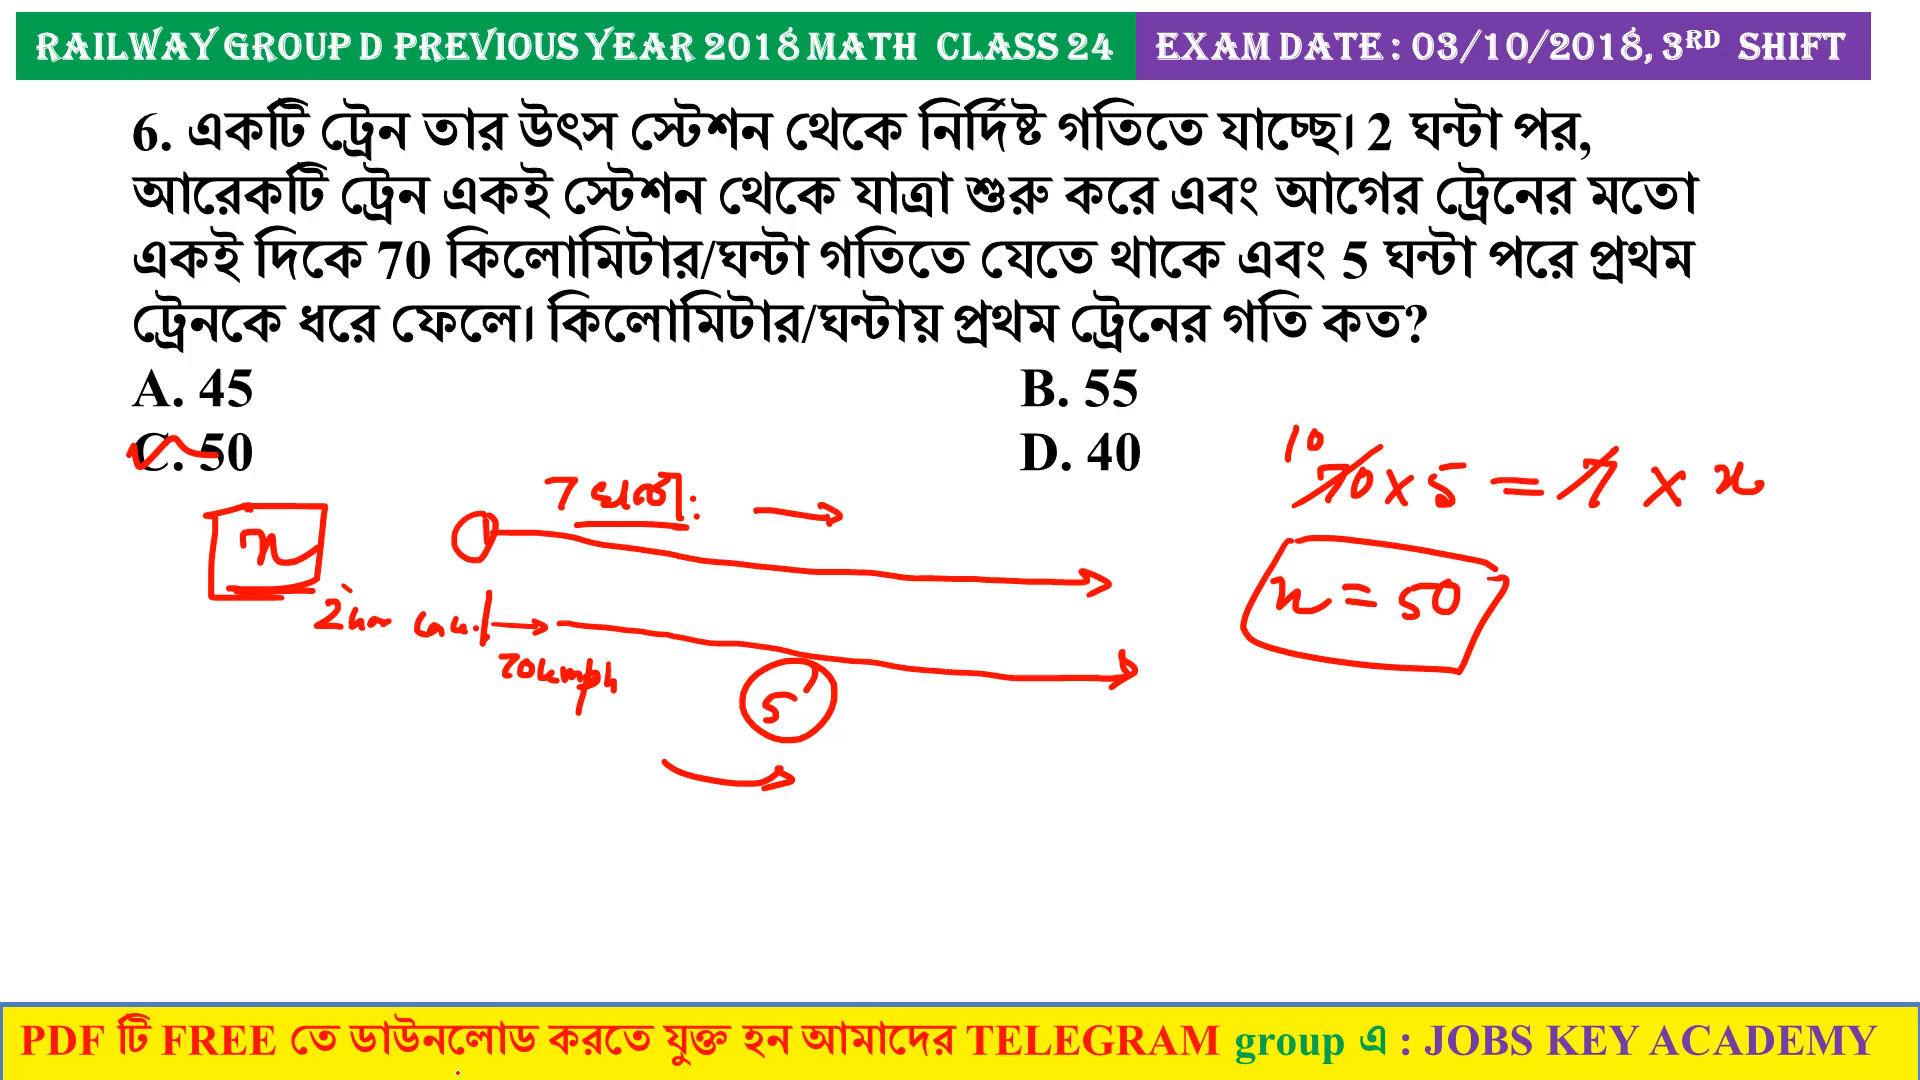 RAILWAY GROUP D PREVIOUS YEAR 2018 MATH CLASS 24 EXAM DATE : 03/10/2018, 3RD SHIFT
6. একটি ট্রেন তার উৎস স্টেশন থেকে নির্দিষ্ট গতিতে যাচ্ছে। 2 ঘন্টা পর,
আরেকটি ট্রেন একই স্টেশন থেকে যাত্রা শুরু করে এবং আগের ট্রেনের মতো
একই দিকে 70 কিলোমিটার/ঘন্টা গতিতে যেতে থাকে এবং 5 ঘন্টা পরে প্রথম
ট্রেনকে ধরে ফেলে। কিলোমিটার/ঘন্টায় প্রথম ট্রেনের গতি কত?
A. 45 B. 55
C. 50 D. 40
10
70 × 5 = 7 × x
7 ঘন্টা
x
x = 50
2
70kmph
5
PDF টি FREE তে ডাউনলোড করতে যুক্ত হন আমাদের TELEGRAM group এ : JOBS KEY ACADEMY